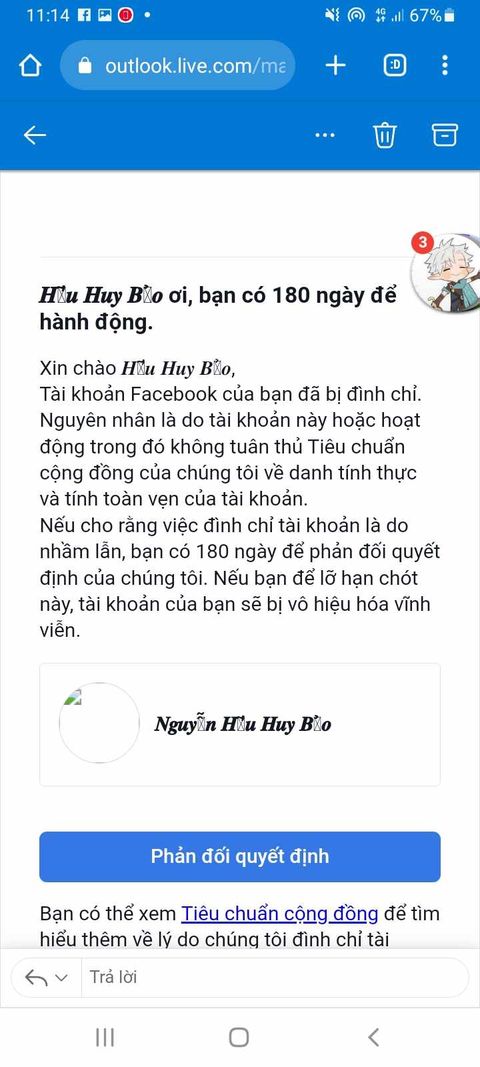 11:14
4G
67%
outlook.live.com/ma
:D
3
ơi, bạn có 180 ngày để
hành động.
Xin chào
Tài khoản Facebook của bạn đã bị đình chỉ.
Nguyên nhân là do tài khoản này hoặc hoạt
động trong đó không tuân thủ Tiêu chuẩn
cộng đồng của chúng tôi về danh tính thực
và tính toàn vẹn của tài khoản.
Nếu cho rằng việc đình chỉ tài khoản là do
nhầm lẫn, bạn có 180 ngày để phản đối quyết
định của chúng tôi. Nếu bạn để lỡ hạn chót
này, tài khoản của bạn sẽ bị vô hiệu hóa vĩnh
viễn.
Huy
Phản đối quyết định
Bạn có thể xem Tiêu chuẩn cộng đồng để tìm
hiểu thêm về lý do chúng tôi đình chỉ tài
Trả lời